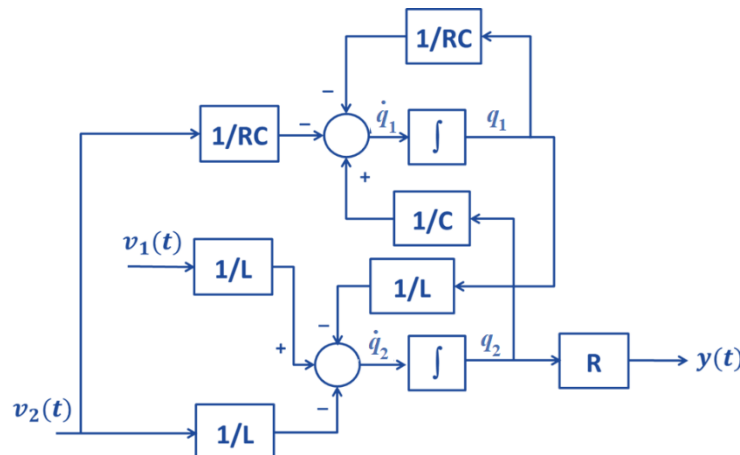 1/RC
−
1/RC
−
q̇₁
∫
q₁
+
1/C
v₁(t)
1/L
1/L
−
+
q̇₂
∫
q₂
R
y(t)
v₂(t)
−
1/L